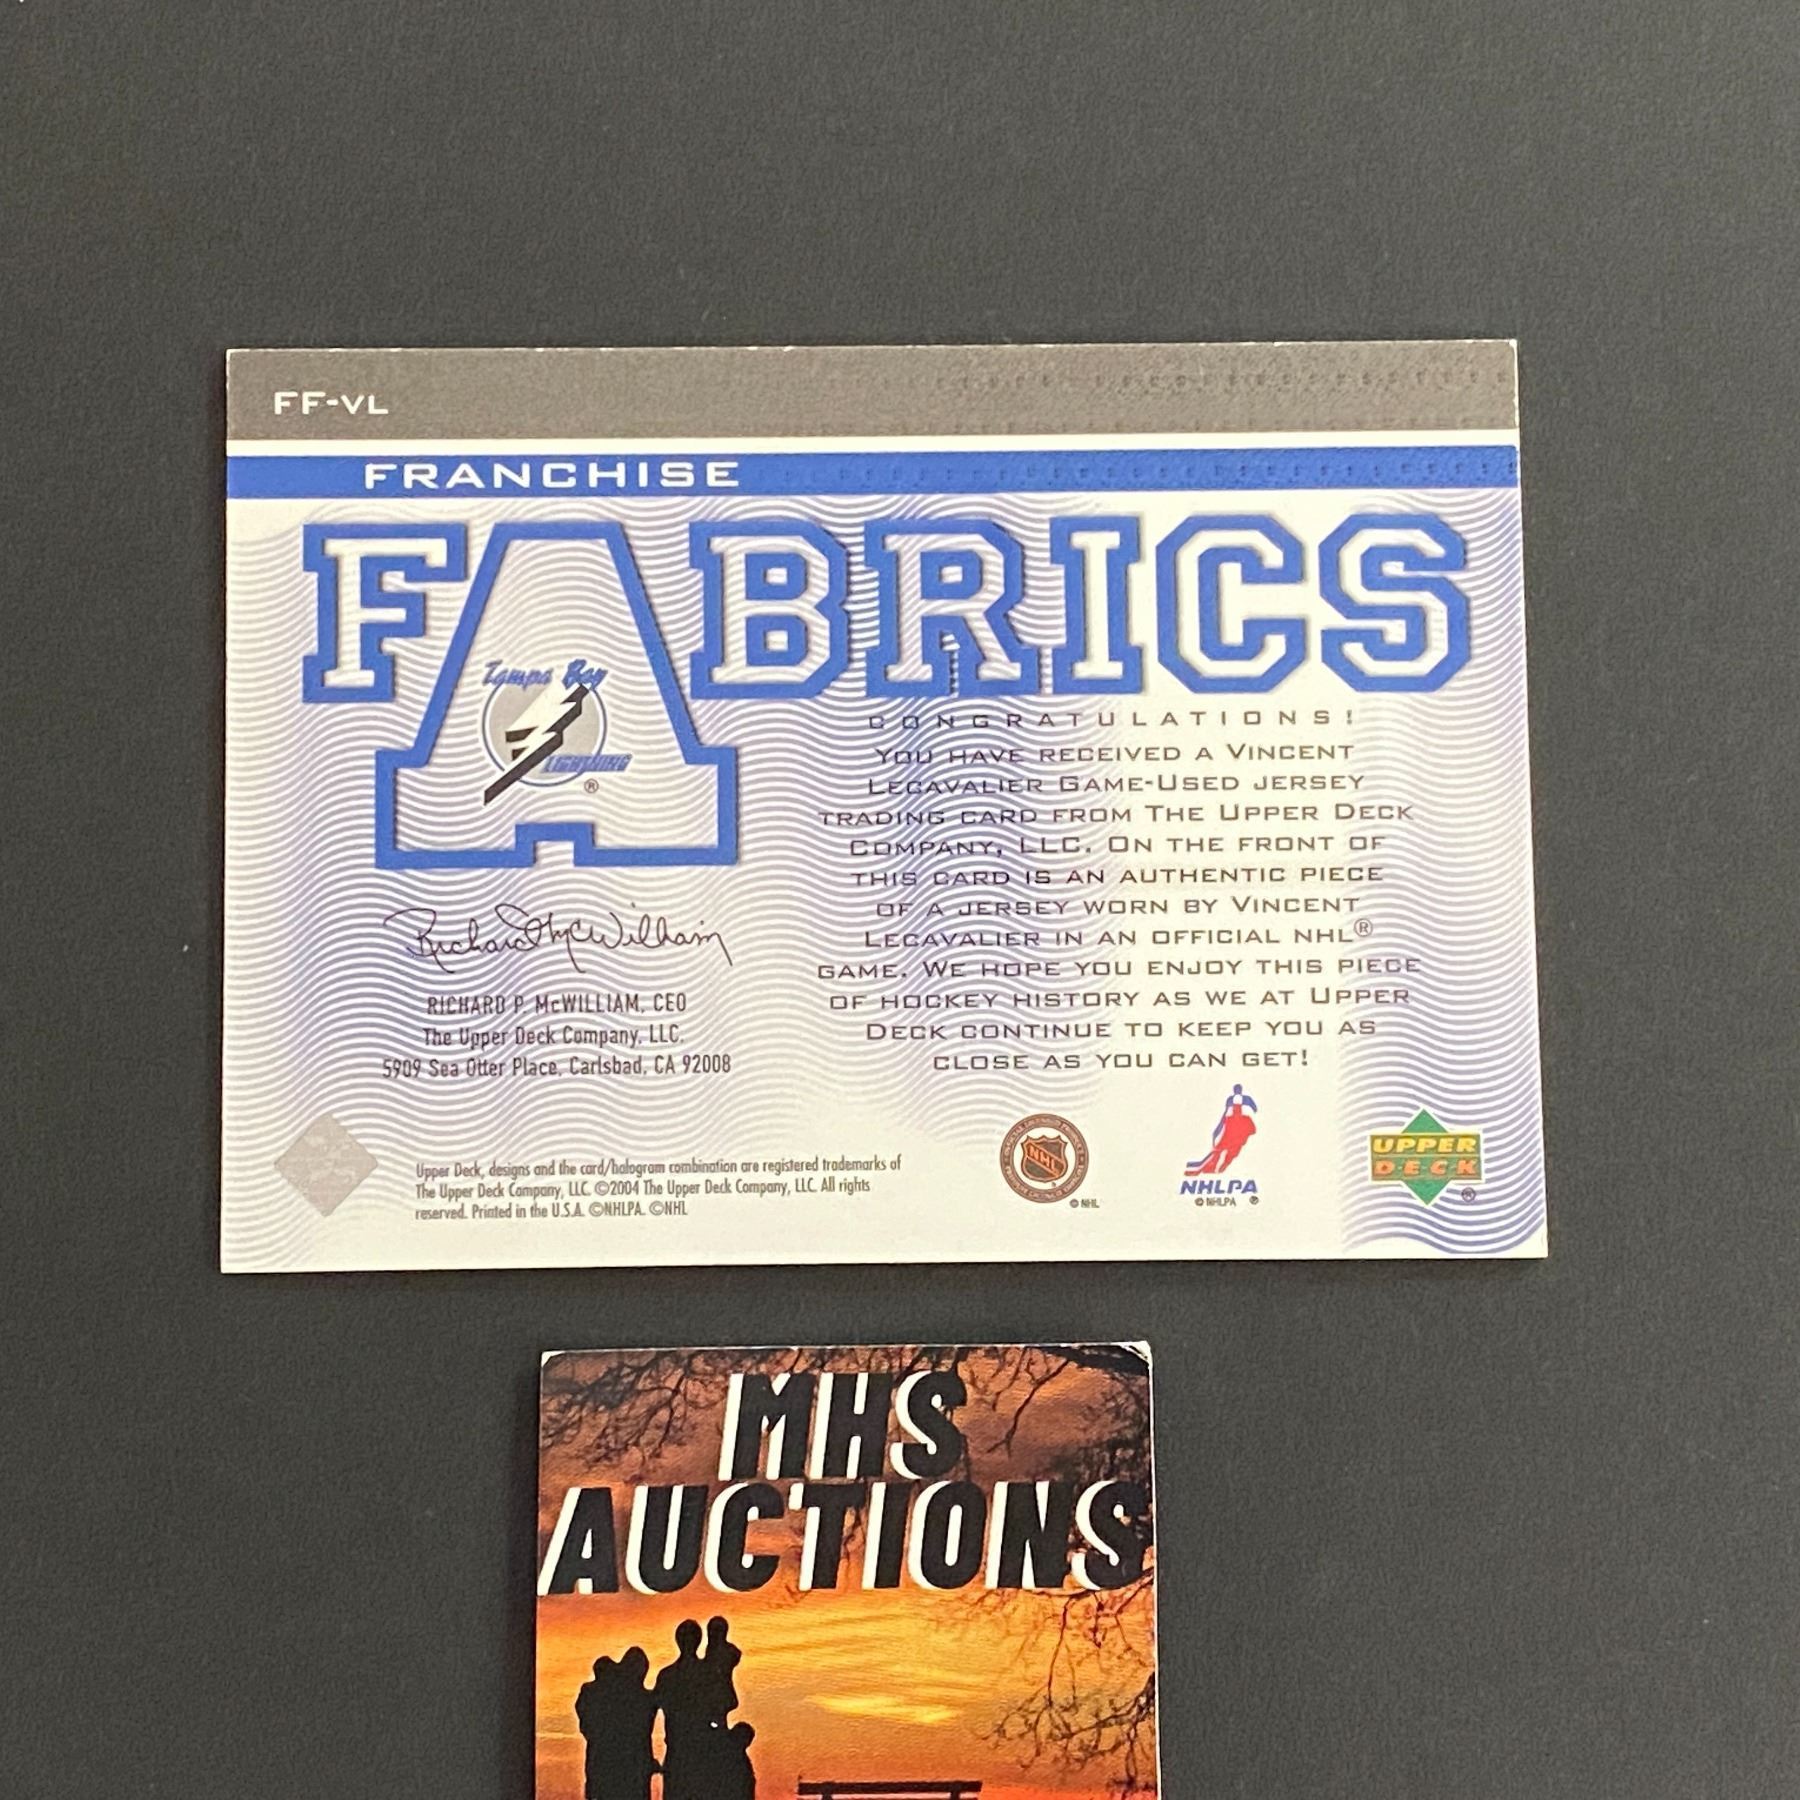 FF-VL
FRANCHISE
FABRICS
Tampa Bay
LIGHTNING
®
CONGRATULATIONS!
YOU HAVE RECEIVED A VINCENT
LECAVALIER GAME-USED JERSEY
TRADING CARD FROM THE UPPER DECK
COMPANY, LLC. ON THE FRONT OF
THIS CARD IS AN AUTHENTIC PIECE
OF A JERSEY WORN BY VINCENT
LECAVALIER IN AN OFFICIAL NHL®
GAME. WE HOPE YOU ENJOY THIS PIECE
OF HOCKEY HISTORY AS WE AT UPPER
DECK CONTINUE TO KEEP YOU AS
CLOSE AS YOU CAN GET!
Richard McWilliam
RICHARD P. McWILLIAM, CEO
The Upper Deck Company, LLC.
5909 Sea Otter Place, Carlsbad, CA 92008
Upper Deck, designs and the card/hologram combination are registered trademarks of
The Upper Deck Company, LLC. ©2004 The Upper Deck Company, LLC. All rights
reserved. Printed in the U.S.A. ©NHLPA. ©NHL
NHL
© NHL
NHLPA
© NHLPA ®
UPPER
DECK
®
MHS
AUCTIONS